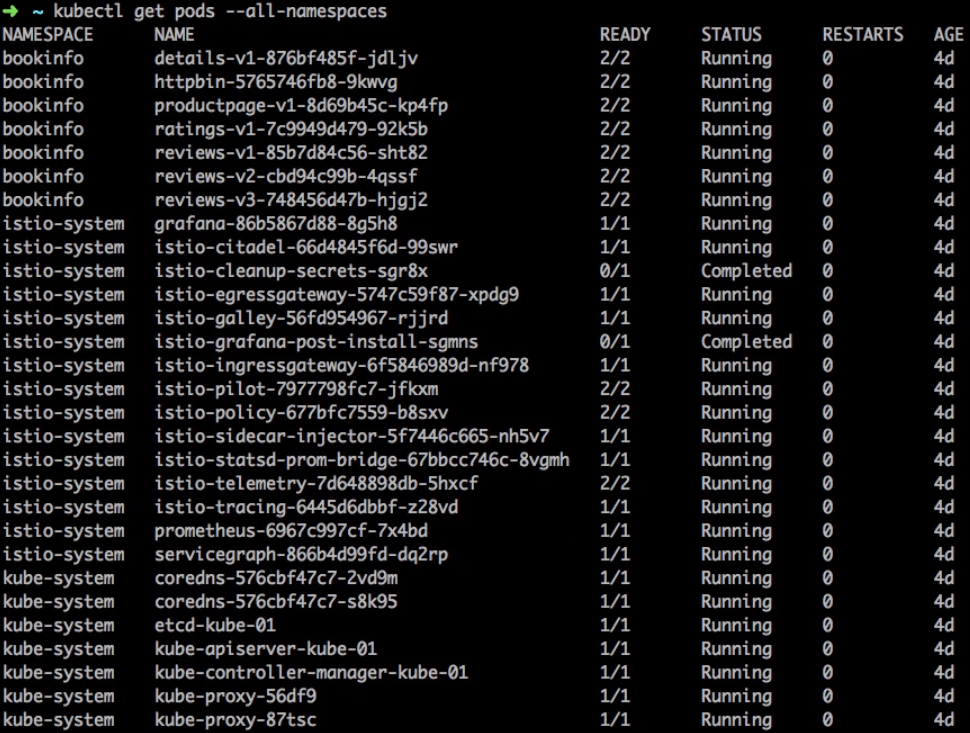 ➜ ~ kubectl get pods --all-namespaces
NAMESPACE NAME READY STATUS RESTARTS AGE
bookinfo details-v1-876bf485f-jdljv 2/2 Running 0 4d
bookinfo httpbin-5765746fb8-9kwvg 2/2 Running 0 4d
bookinfo productpage-v1-8d69b45c-kp4fp 2/2 Running 0 4d
bookinfo ratings-v1-7c9949d479-92k5b 2/2 Running 0 4d
bookinfo reviews-v1-85b7d84c56-sht82 2/2 Running 0 4d
bookinfo reviews-v2-cbd94c99b-4qssf 2/2 Running 0 4d
bookinfo reviews-v3-748456d47b-hjgj2 2/2 Running 0 4d
istio-system grafana-86b5867d88-8g5h8 1/1 Running 0 4d
istio-system istio-citadel-66d4845f6d-99swr 1/1 Running 0 4d
istio-system istio-cleanup-secrets-sgr8x 0/1 Completed 0 4d
istio-system istio-egressgateway-5747c59f87-xpdg9 1/1 Running 0 4d
istio-system istio-galley-56fd954967-rjjrd 1/1 Running 0 4d
istio-system istio-grafana-post-install-sgmns 0/1 Completed 0 4d
istio-system istio-ingressgateway-6f5846989d-nf978 1/1 Running 0 4d
istio-system istio-pilot-7977798fc7-jfkxm 2/2 Running 0 4d
istio-system istio-policy-677bfc7559-b8sxv 2/2 Running 0 4d
istio-system istio-sidecar-injector-5f7446c665-nh5v7 1/1 Running 0 4d
istio-system istio-statsd-prom-bridge-67bbcc746c-8vgmh 1/1 Running 0 4d
istio-system istio-telemetry-7d648898db-5hxcf 2/2 Running 0 4d
istio-system istio-tracing-6445d6dbbf-z28vd 1/1 Running 0 4d
istio-system prometheus-6967c997cf-7x4bd 1/1 Running 0 4d
istio-system servicegraph-866b4d99fd-dq2rp 1/1 Running 0 4d
kube-system coredns-576cbf47c7-2vd9m 1/1 Running 0 4d
kube-system coredns-576cbf47c7-s8k95 1/1 Running 0 4d
kube-system etcd-kube-01 1/1 Running 0 4d
kube-system kube-apiserver-kube-01 1/1 Running 0 4d
kube-system kube-controller-manager-kube-01 1/1 Running 0 4d
kube-system kube-proxy-56df9 1/1 Running 0 4d
kube-system kube-proxy-87tsc 1/1 Running 0 4d